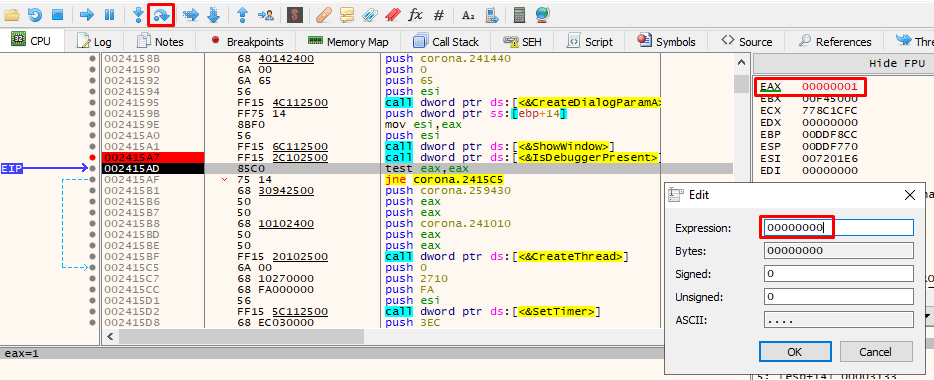 CPU Log Notes Breakpoints Memory Map Call Stack SEH Script Symbols Source References Thre
0024158B 68 40142400 push corona.241440
00241590 6A 00 push 0
00241592 6A 65 push 65
00241594 56 push esi
00241595 FF15 4C112500 call dword ptr ds:[<&CreateDialogParamA>
0024159B FF75 14 push dword ptr ss:[ebp+14]
0024159E 8BF0 mov esi,eax
002415A0 56 push esi
002415A1 FF15 6C112500 call dword ptr ds:[<&ShowWindow>]
002415A7 FF15 2C102500 call dword ptr ds:[<&IsDebuggerPresent>]
EIP 002415AD 85C0 test eax,eax
002415AF 75 14 jne corona.2415C5
002415B1 68 30942500 push corona.259430
002415B6 50 push eax
002415B7 50 push eax
002415B8 68 10102400 push corona.241010
002415BD 50 push eax
002415BE 50 push eax
002415BF FF15 20102500 call dword ptr ds:[<&CreateThread>]
002415C5 6A 00 push 0
002415C7 68 10270000 push 2710
002415CC 68 FA000000 push FA
002415D1 56 push esi
002415D2 FF15 5C112500 call dword ptr ds:[<&SetTimer>]
002415D8 68 EC030000 push 3EC
eax=1
Hide FPU
EAX 00000001
EBX 00F45000
ECX 778C1CFC
EDX 00000000
EBP 00DDF8CC
ESP 00DDF770
ESI 007201E6
EDI 00000000
Edit
Expression: 00000000
Bytes: 00000000
Signed: 0
Unsigned: 0
ASCII: ....
OK Cancel